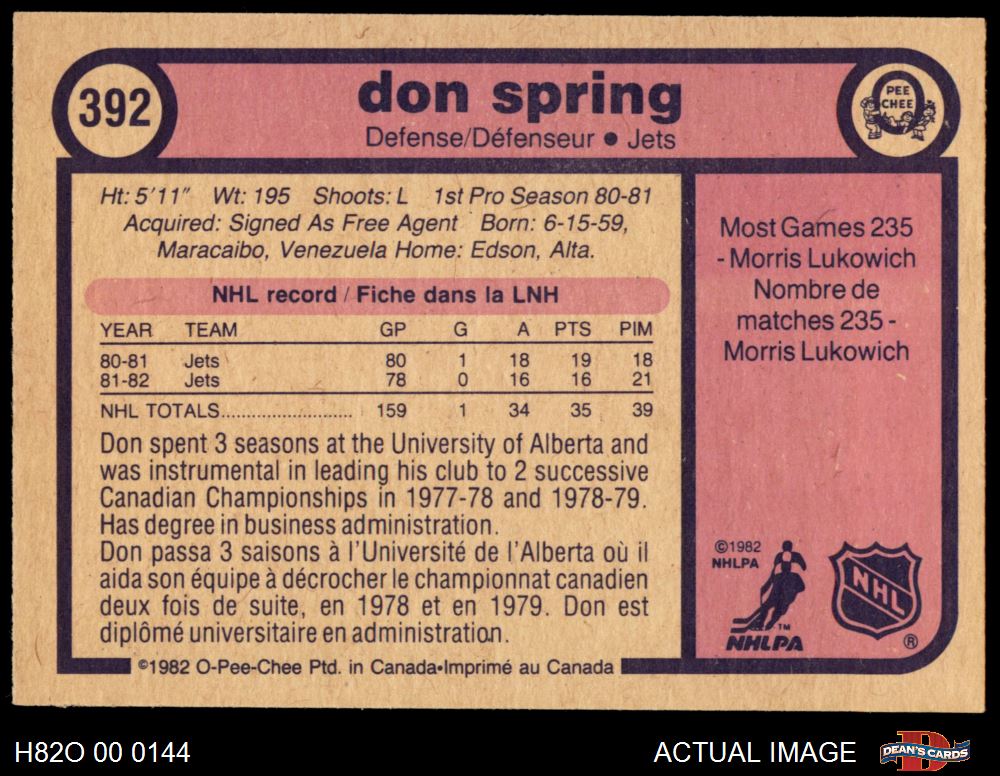 392
don spring
Defense/Défenseur ● Jets
PEE
CHEE
Ht: 5'11" Wt: 195 Shoots: L 1st Pro Season 80-81
Acquired: Signed As Free Agent Born: 6-15-59,
Maracaibo, Venezuela Home: Edson, Alta.
NHL record / Fiche dans la LNH
YEAR TEAM GP G A PTS PIM
80-81 Jets 80 1 18 19 18
81-82 Jets 78 0 16 16 21
NHL TOTALS............................ 159 1 34 35 39
Don spent 3 seasons at the University of Alberta and
was instrumental in leading his club to 2 successive
Canadian Championships in 1977-78 and 1978-79.
Has degree in business administration.
Don passa 3 saisons à l'Université de l'Alberta où il
aida son équipe à décrocher le championnat canadien
deux fois de suite, en 1978 et en 1979. Don est
diplômé universitaire en administration.
Most Games 235
- Morris Lukowich
Nombre de
matches 235 -
Morris Lukowich
©1982
NHLPA
TM
NHLPA
NHL
®
©1982 O-Pee-Chee Ptd. in Canada•Imprimé au Canada
H82O 00 0144
ACTUAL IMAGE
D
DEAN'S CARDS